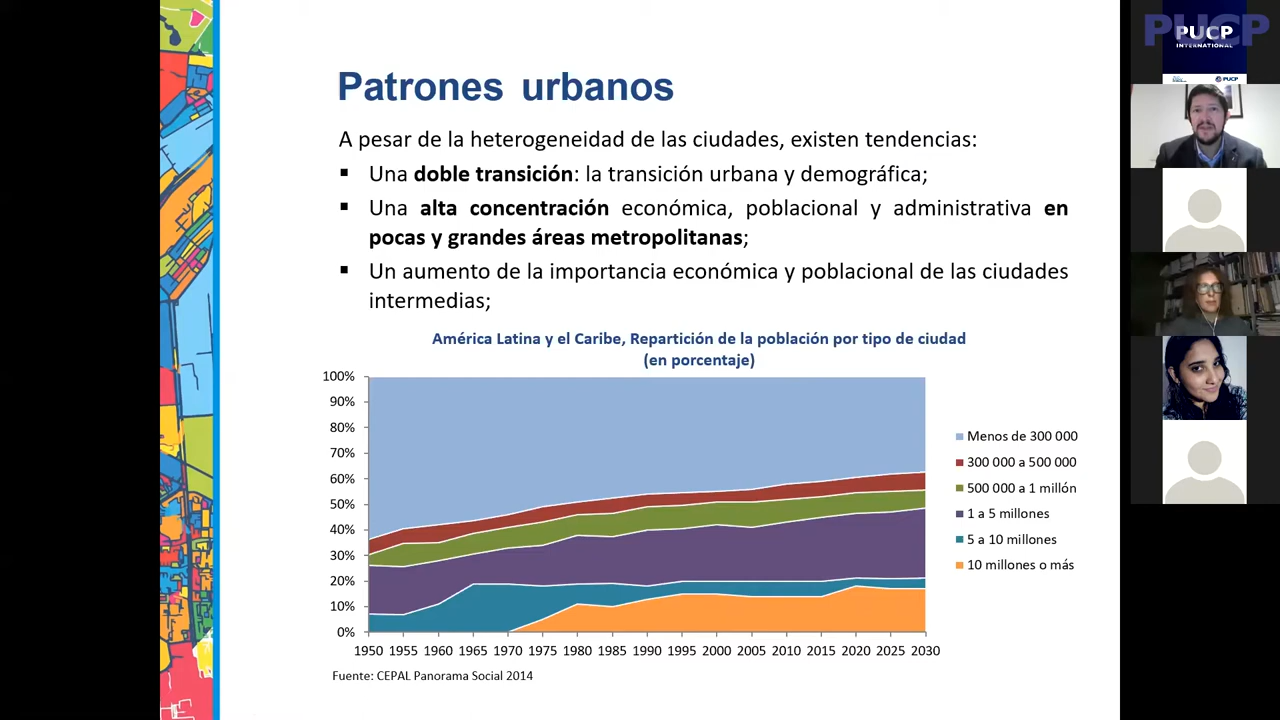 Patrones urbanos
A pesar de la heterogeneidad de las ciudades, existen tendencias:
▪ Una doble transición: la transición urbana y demográfica;
▪ Una alta concentración económica, poblacional y administrativa en
pocas y grandes áreas metropolitanas;
▪ Un aumento de la importancia económica y poblacional de las ciudades
intermedias;
América Latina y el Caribe, Repartición de la población por tipo de ciudad
(en porcentaje)
100%
90%
80%
70%
60%
50%
40%
30%
20%
10%
0%
1950 1955 1960 1965 1970 1975 1980 1985 1990 1995 2000 2005 2010 2015 2020 2025 2030
Menos de 300 000
300 000 a 500 000
500 000 a 1 millón
1 a 5 millones
5 a 10 millones
10 millones o más
Fuente: CEPAL Panorama Social 2014
PUCP
PUCP
INTERNATIONAL
PUCP